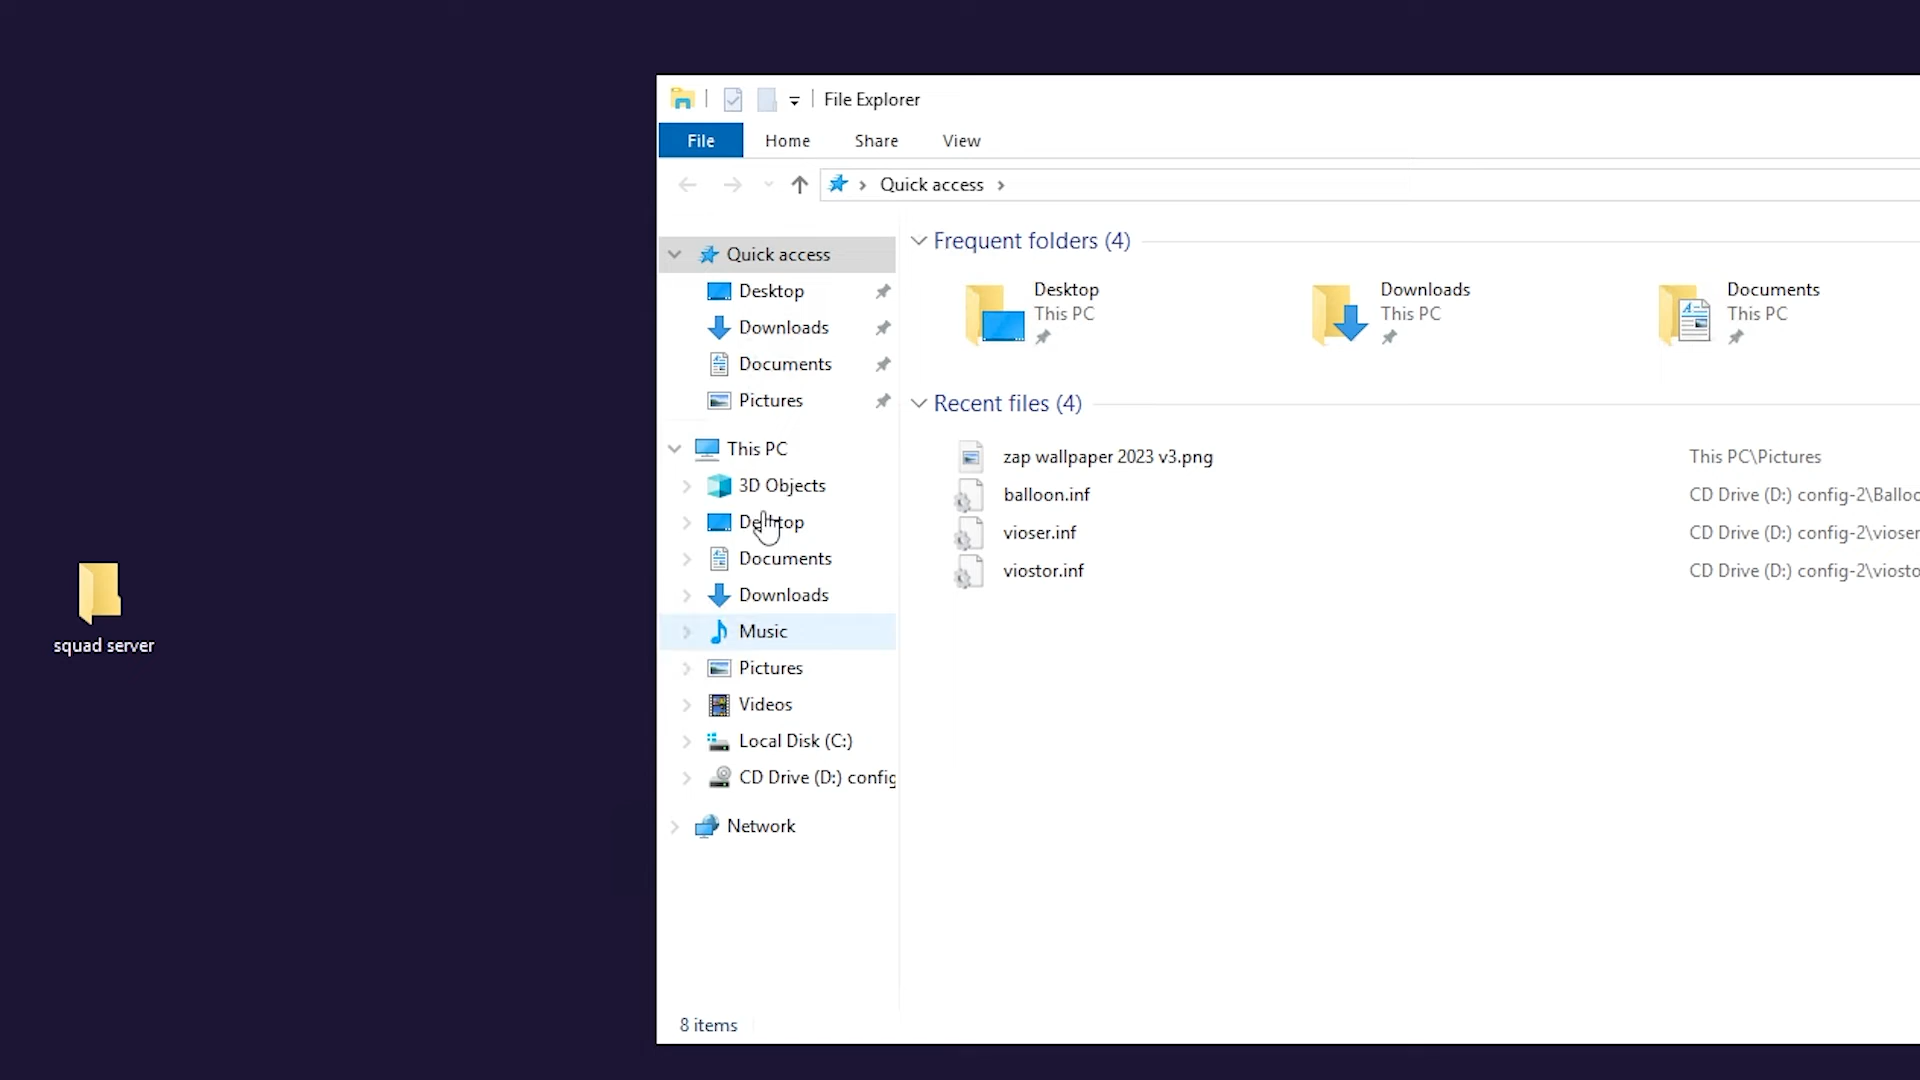 File Explorer
File Home Share View
Quick access
Quick access
Desktop
Downloads
Documents
Pictures
This PC
3D Objects
Desktop
Documents
Downloads
Music
Pictures
Videos
Local Disk (C:)
CD Drive (D:) config
Network
8 items
Frequent folders (4)
Desktop
This PC
Downloads
This PC
Documents
This PC
Recent files (4)
zap wallpaper 2023 v3.png This PC\Pictures
balloon.inf CD Drive (D:) config-2\Balloo
vioser.inf CD Drive (D:) config-2\vioser
viostor.inf CD Drive (D:) config-2\viosto
squad server